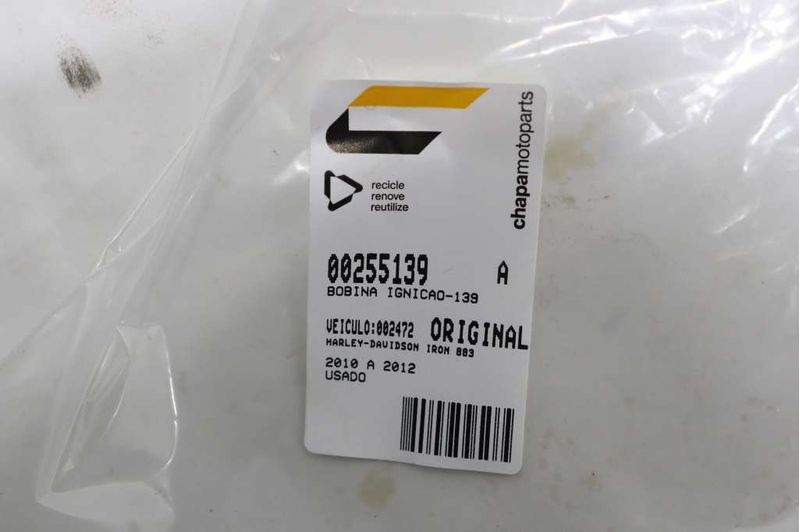 chapamotoparts
recicle
renove
reutilize
00255139 A
BOBINA IGNICAO-139
VEICULO:002472 ORIGINAL
HARLEY-DAVIDSON IRON 883
2010 A 2012
USADO